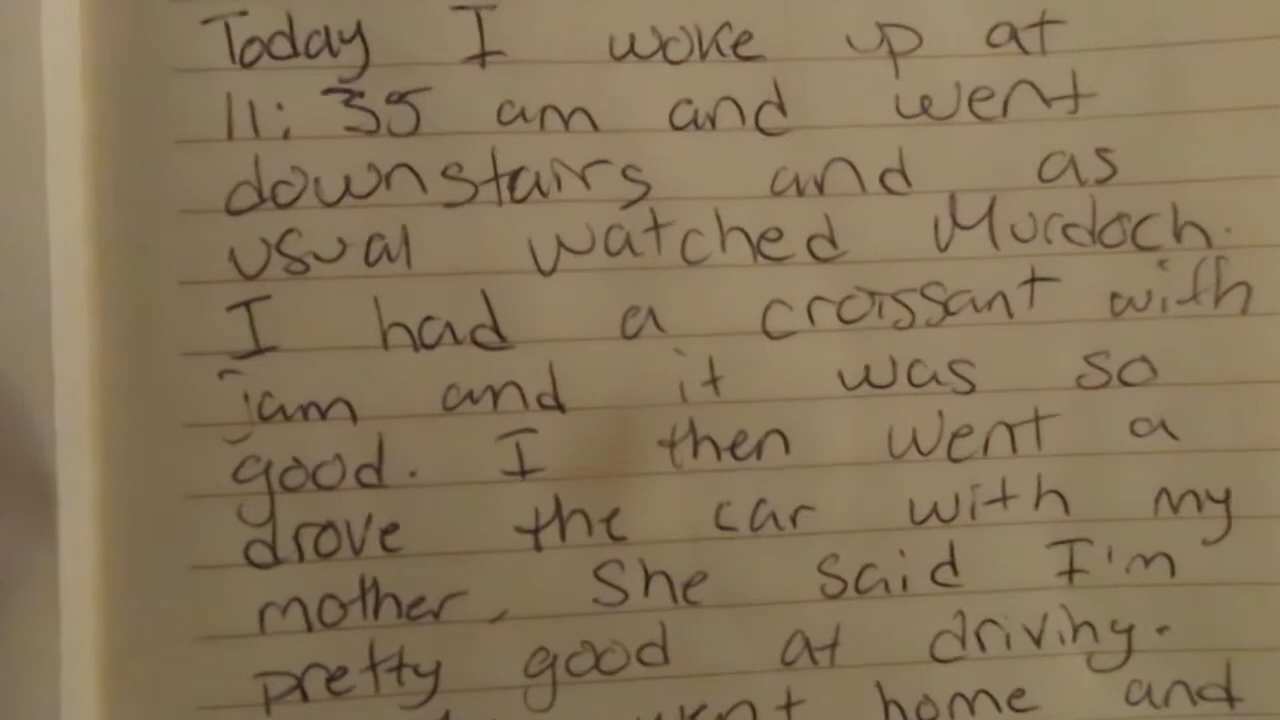 Today I woke up at
11:35 am and went
downstairs and as
usual watched Murdoch.
I had a croissant with
jam and it was so
good. I then went a
drove the car with my
mother. She said I'm
pretty good at driving.
went home and